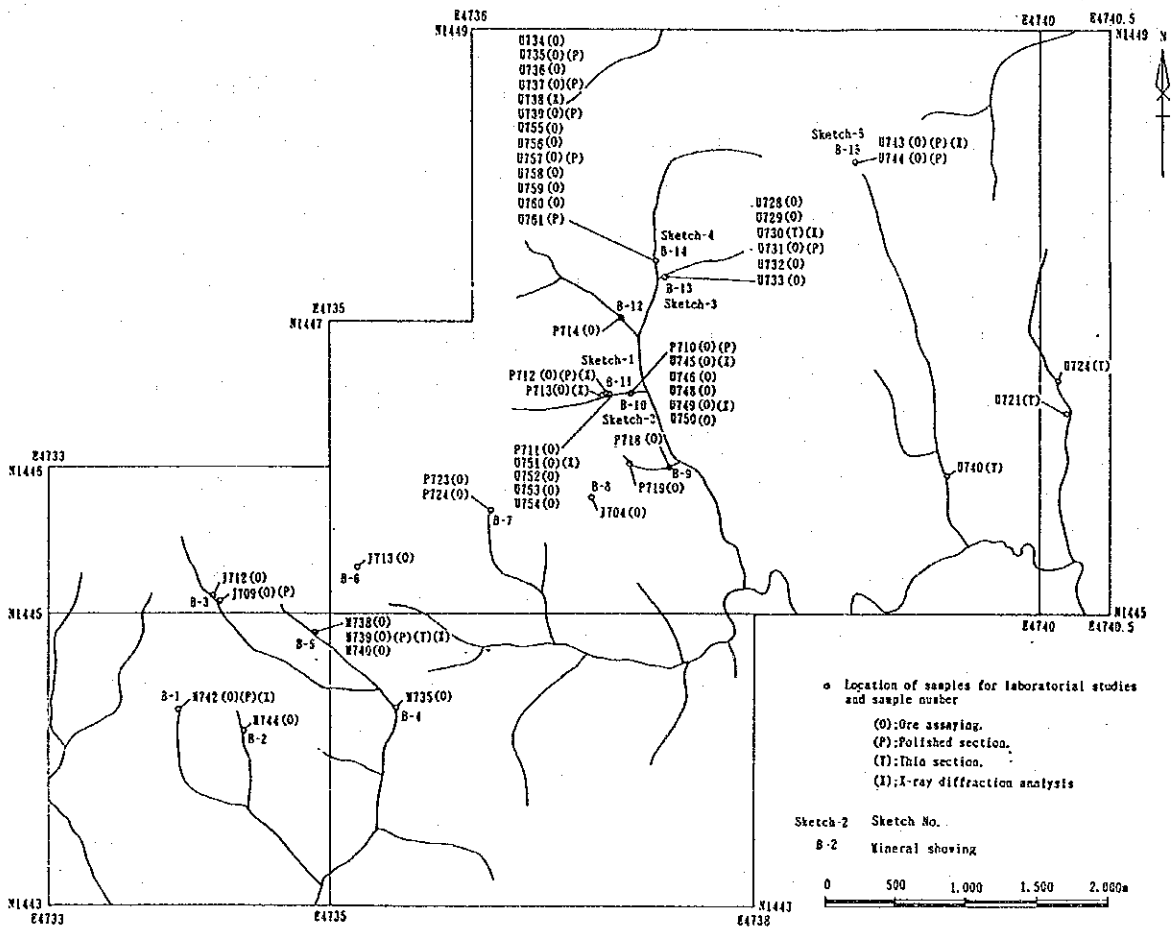 E4736
E4740
E4740.5
N1449
N1449
N
U734(O)
U735(O)(P)
U736(O)
U737(O)(P)
U738(X)
U739(O)(P)
U755(O)
U756(O)
U757(O)(P)
U758(O)
U759(O)
U760(O)
U761(P)
Sketch-5
B-15
U743(O)(P)(X)
U744(O)(P)
U728(O)
U729(O)
U730(T)(X)
U731(O)(P)
U732(O)
U733(O)
Sketch-4
B-14
B-13
Sketch-3
E4735
N1447
B-12
P714(O)
Sketch-1
P712(O)(P)(X)
P713(O)(X)
B-11
B-10
Sketch-2
P710(O)(P)
U745(O)(X)
U746(O)
U748(O)
U749(O)(X)
U750(O)
U724(T)
U721(T)
P718(O)
B-9
P711(O)
U751(O)(X)
U752(O)
U753(O)
U754(O)
P719(O)
U740(T)
E4733
N1446
P723(O)
P724(O)
B-7
B-8
J704(O)
J713(O)
B-6
J712(O)
B-3
J709(O)(P)
N1445
N1445
E4740
E4740.5
M738(O)
M739(O)(P)(T)(X)
M740(O)
B-5
B-1
M742(O)(P)(X)
M744(O)
B-2
M735(O)
B-4
Location of samples for laboratorial studies
and sample number
(O):Ore assaying.
(P):Polished section.
(T):Thin section.
(X):X-ray diffraction analysis
Sketch-2 Sketch No.
B-2 Mineral showing
0 500 1.000 1.500 2.000m
N1443
E4733
E4735
N1443
E4738